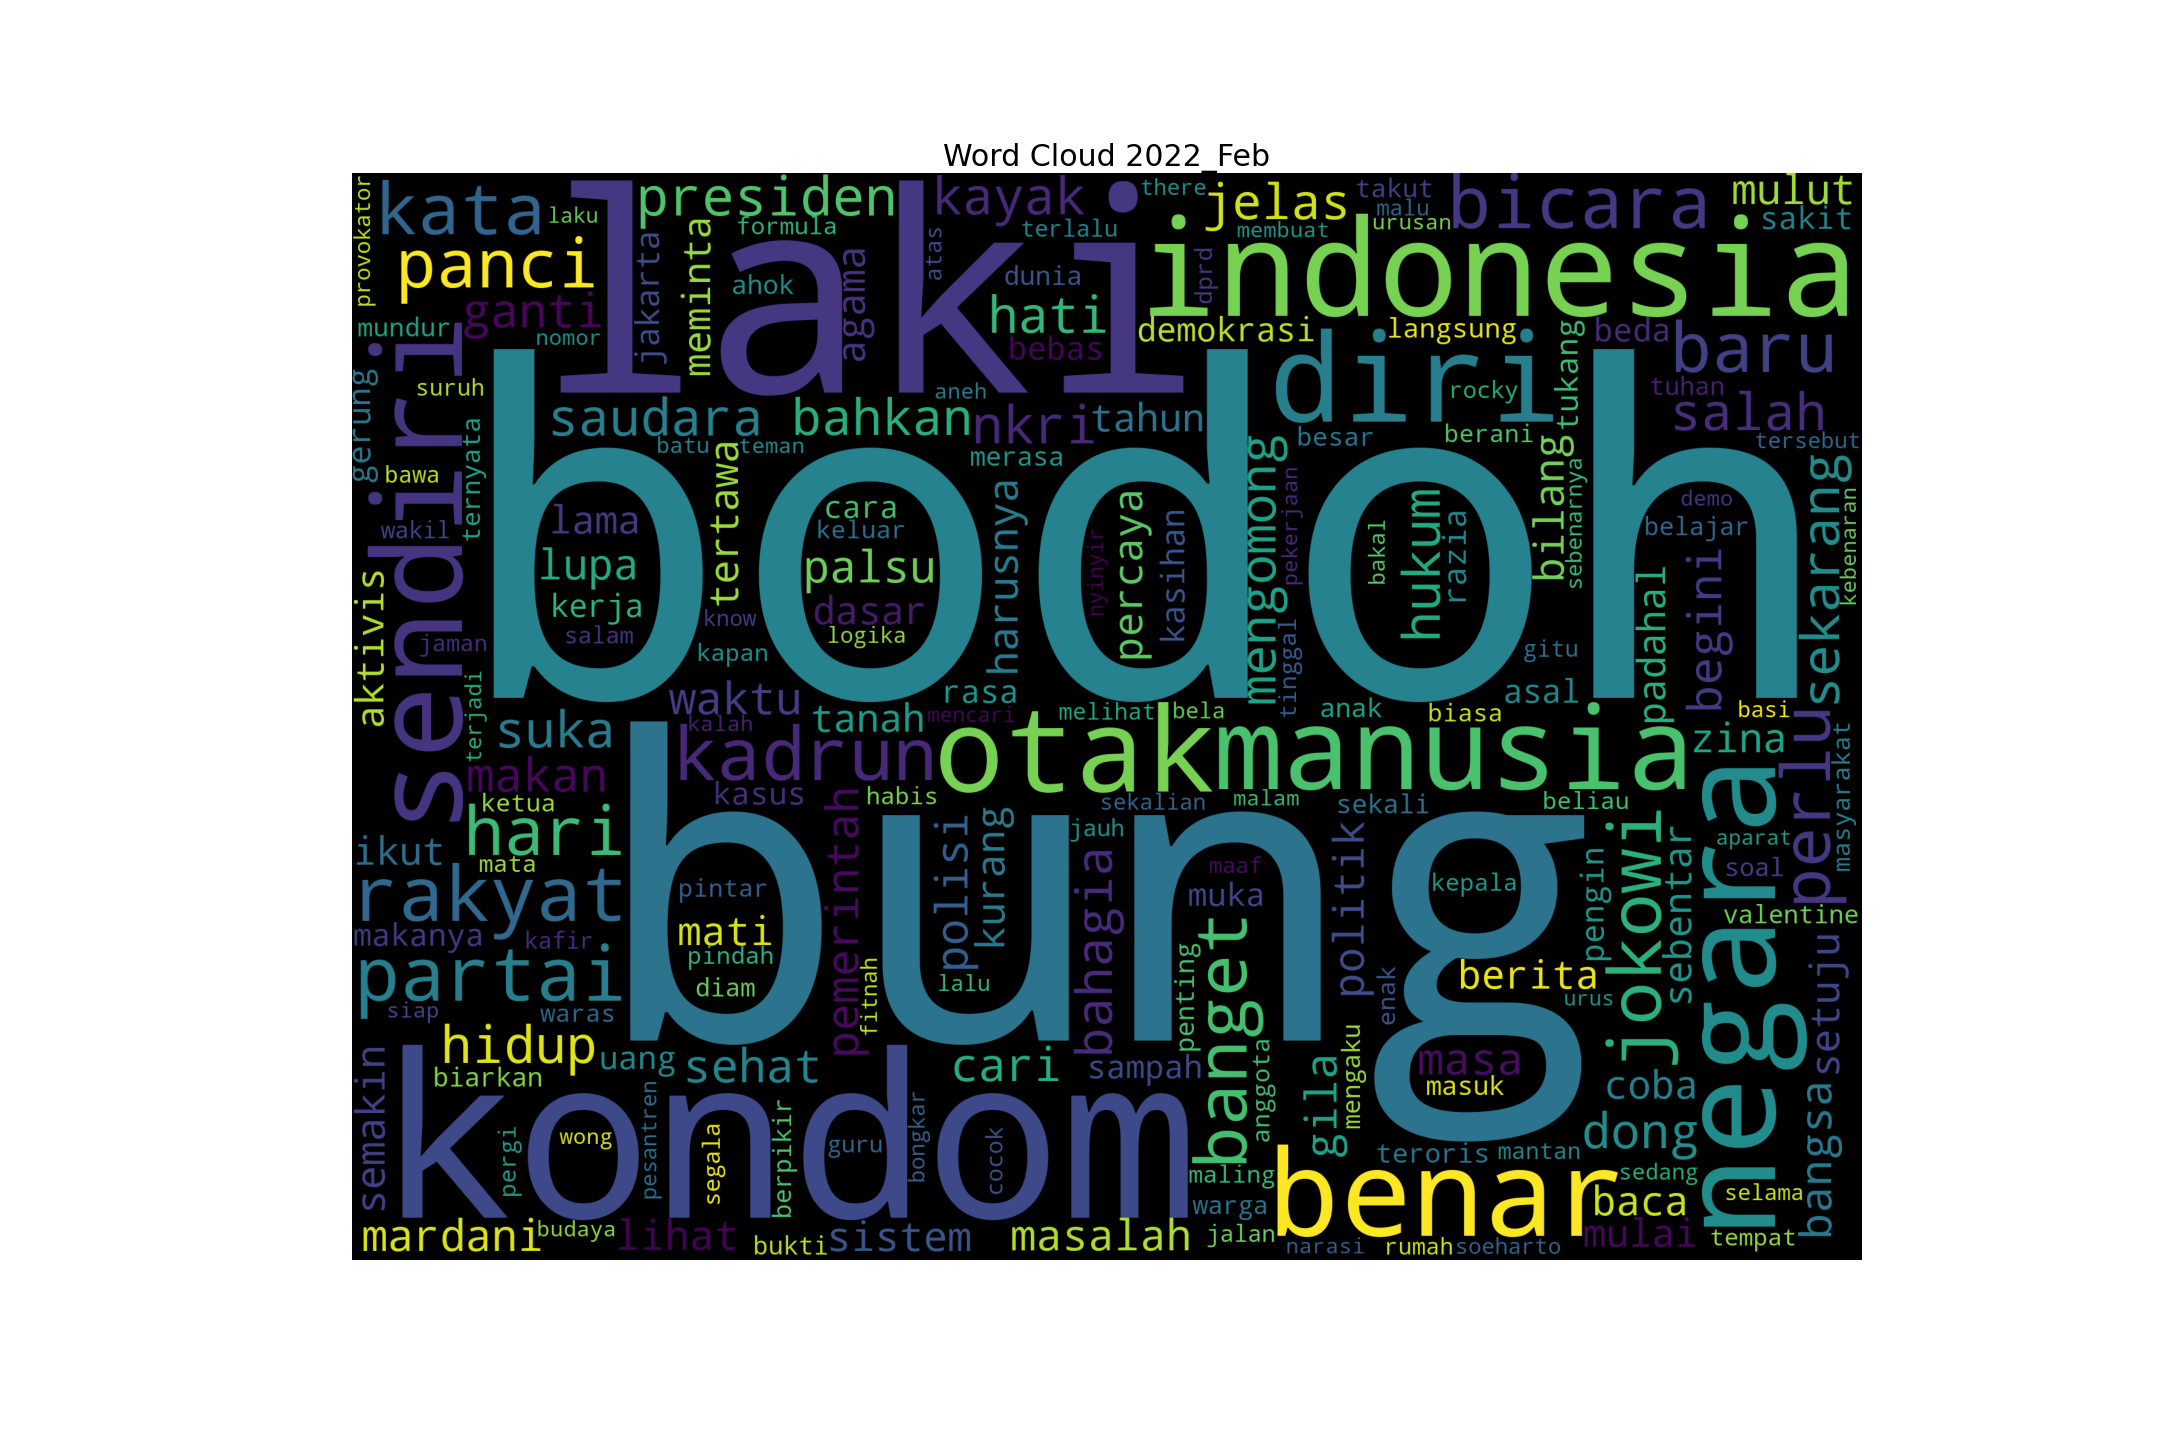 Word Cloud 2022_Feb
provokator
kata
laku
laki
presiden
formula
kayak
terlalu
there
jelas
membuat
takut
malu
urusan
bicara
mulut
sakit
panci
ganti
mundur
nomor
jakarta
meminta
ahok
agama
atas
dunia
hati
bebas
dprd
indonesia
demokrasi
langsung
beda
baru
gerung
suruh
sendiri
saudara
bahkan
aneh
nkri
tahun
diri
rocky
tukang
tuhan
salah
batu
teman
merasa
besar
berani
tersebut
bawa
ternyata
wakil
bodoh
lama
lupa
kerja
salam
tertawa
know
kapan
cara
keluar
palsu
dasar
logika
harusnya
nyinyir
percaya
kasihan
mengomong
pekerjaan
tinggal
bakal
hukum
razia
bilang
sebenarnya
gitu
demo
belajar
padahal
begini
sekarang
kebenaran
aktivis
jaman
terjadi
suka
waktu
kalah
tanah
rasa
mencari
melihat
bela
anak
asal
biasa
basi
makan
kadrun
otak
manusia
zina
perlu
masyarakat
ketua
hari
kasus
habis
sekalian
malam
sekali
beliau
ikut
mata
rakyat
makanya
kafir
partai
siap
waras
bung
pintar
mati
pindah
diam
pemerintah
fitnah
polisi
lalu
kurang
jauh
bahagia
maaf
muka
penting
banget
politik
enak
kepala
berita
urus
pengin
jokowi
sebentar
negara
aparat
soal
valentine
setuju
hidup
biarkan
uang
sehat
cari
sampah
anggota
gila
mengaku
masa
masuk
coba
dong
bangsa
semakin
kondom
pergi
wong
pesantren
segala
berpikir
guru
bongkar
cocok
maling
warga
jalan
benar
teroris
mantan
sedang
baca
selama
mulai
tempat
mardani
budaya
lihat
bukti
sistem
masalah
narasi
rumah
soeharto